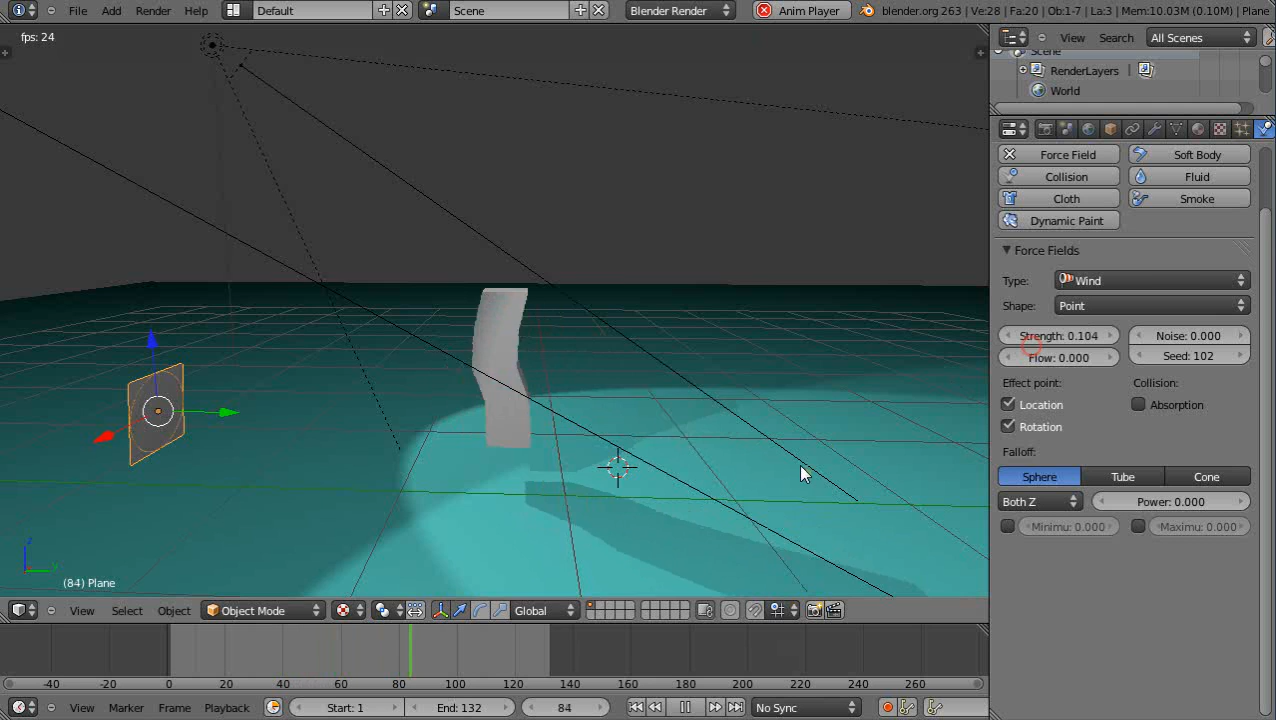 File Add Render Help Default Scene Blender Render Anim Player blender.org 263 | Ve:28 | Fa:20 | Ob:1-7 | La:3 | Mem:10.03M (0.10M) | Plane
fps: 24
View Search All Scenes
Scene
RenderLayers |
World
Force Field Soft Body
Collision Fluid
Cloth Smoke
Dynamic Paint
Force Fields
Type: Wind
Shape: Point
Strength: 0.104 Noise: 0.000
Flow: 0.000 Seed: 102
Effect point: Collision:
Location Absorption
Rotation
Falloff:
Sphere Tube Cone
Both Z Power: 0.000
Minimu: 0.000 Maximu: 0.000
z
y
(84) Plane
View Select Object Object Mode Global
-40 -20 0 20 40 60 80 100 120 140 160 180 200 220 240 260
View Marker Frame Playback Start: 1 End: 132 84 No Sync